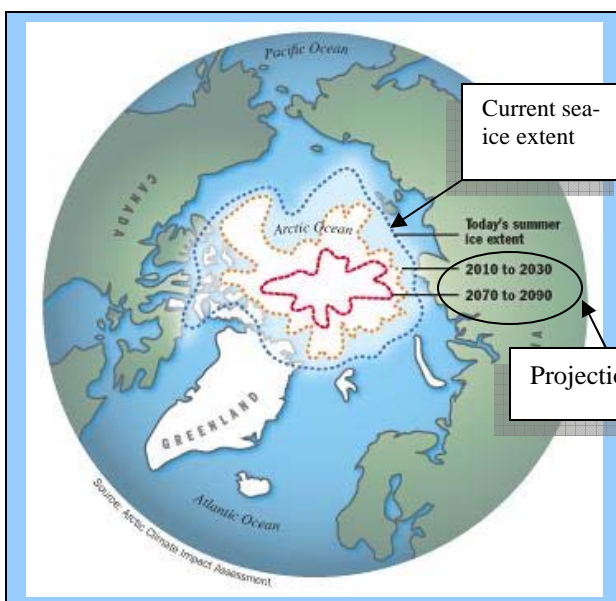 Pacific Ocean
Current sea-
ice extent
CANADA
Arctic Ocean
Today's summer
ice extent
2010 to 2030
2070 to 2090
GREENLAND
Atlantic Ocean
Source: Arctic Climate Impact Assessment